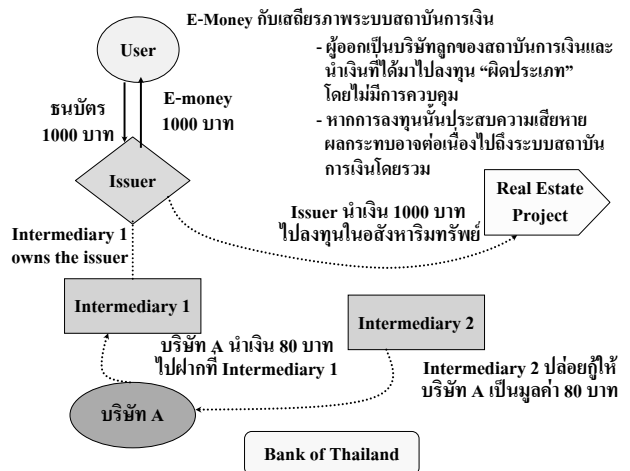 E-Money กับเสถียรภาพระบบสถาบันการเงิน
- ผู้ออกเป็นบริษัทลูกของสถาบันการเงินและ
นำเงินที่ได้มาไปลงทุน “ผิดประเภท”
โดยไม่มีการควบคุม
- หากการลงทุนนั้นประสบความเสียหาย
ผลกระทบอาจต่อเนื่องไปถึงระบบสถาบัน
การเงินโดยรวม
User
ธนบัตร
1000 บาท
E-money
1000 บาท
Issuer
Issuer นำเงิน 1000 บาท
ไปลงทุนในอสังหาริมทรัพย์
Real Estate
Project
Intermediary 1
owns the issuer
Intermediary 1
Intermediary 2
บริษัท A นำเงิน 80 บาท
ไปฝากที่ Intermediary 1
Intermediary 2 ปล่อยกู้ให้
บริษัท A เป็นมูลค่า 80 บาท
บริษัท A
Bank of Thailand